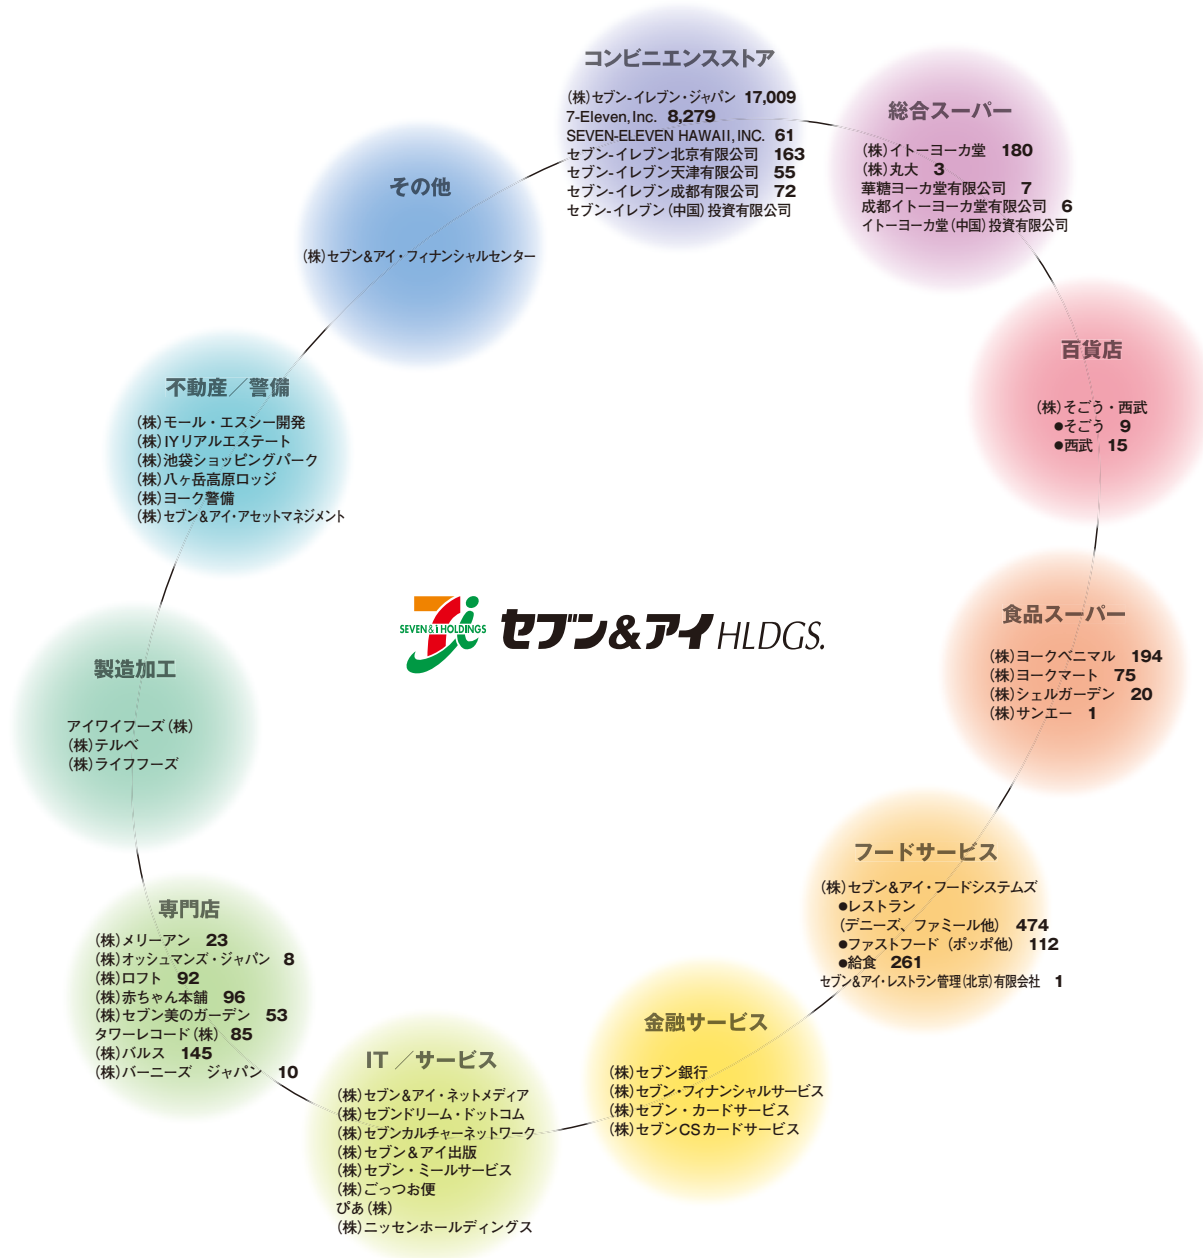 コンビニエンスストア
(株)セブン-イレブン・ジャパン 17,009
7-Eleven, Inc. 8,279
SEVEN-ELEVEN HAWAII, INC. 61
セブン-イレブン北京有限公司 163
セブン-イレブン天津有限公司 55
セブン-イレブン成都有限公司 72
セブン-イレブン(中国)投資有限公司
総合スーパー
(株)イトーヨーカ堂 180
(株)丸大 3
華糖ヨーカ堂有限公司 7
成都イトーヨーカ堂有限公司 6
イトーヨーカ堂(中国)投資有限公司
百貨店
(株)そごう・西武
●そごう 9
●西武 15
食品スーパー
(株)ヨークベニマル 194
(株)ヨークマート 75
(株)シェルガーデン 20
(株)サンエー 1
フードサービス
(株)セブン&アイ・フードシステムズ
●レストラン
(デニーズ、ファミール他) 474
●ファストフード(ポッポ他) 112
●給食 261
セブン&アイ・レストラン管理(北京)有限会社 1
金融サービス
(株)セブン銀行
(株)セブン・フィナンシャルサービス
(株)セブン・カードサービス
(株)セブンCSカードサービス
IT/サービス
(株)セブン&アイ・ネットメディア
(株)セブンドリーム・ドットコム
(株)セブンカルチャーネットワーク
(株)セブン&アイ出版
(株)セブン・ミールサービス
(株)ごっつお便
ぴあ(株)
(株)ニッセンホールディングス
専門店
(株)メリーアン 23
(株)オッシュマンズ・ジャパン 8
(株)ロフト 92
(株)赤ちゃん本舗 96
(株)セブン美のガーデン 53
タワーレコード(株) 85
(株)バルス 145
(株)バーニーズ ジャパン 10
製造加工
アイワイフーズ(株)
(株)テルベ
(株)ライフフーズ
不動産/警備
(株)モール・エスシー開発
(株)IYリアルエステート
(株)池袋ショッピングパーク
(株)八ヶ岳高原ロッジ
(株)ヨーク警備
(株)セブン&アイ・アセットマネジメント
その他
(株)セブン&アイ・フィナンシャルセンター
SEVEN & i HOLDINGS
セブン&アイHLDGS.